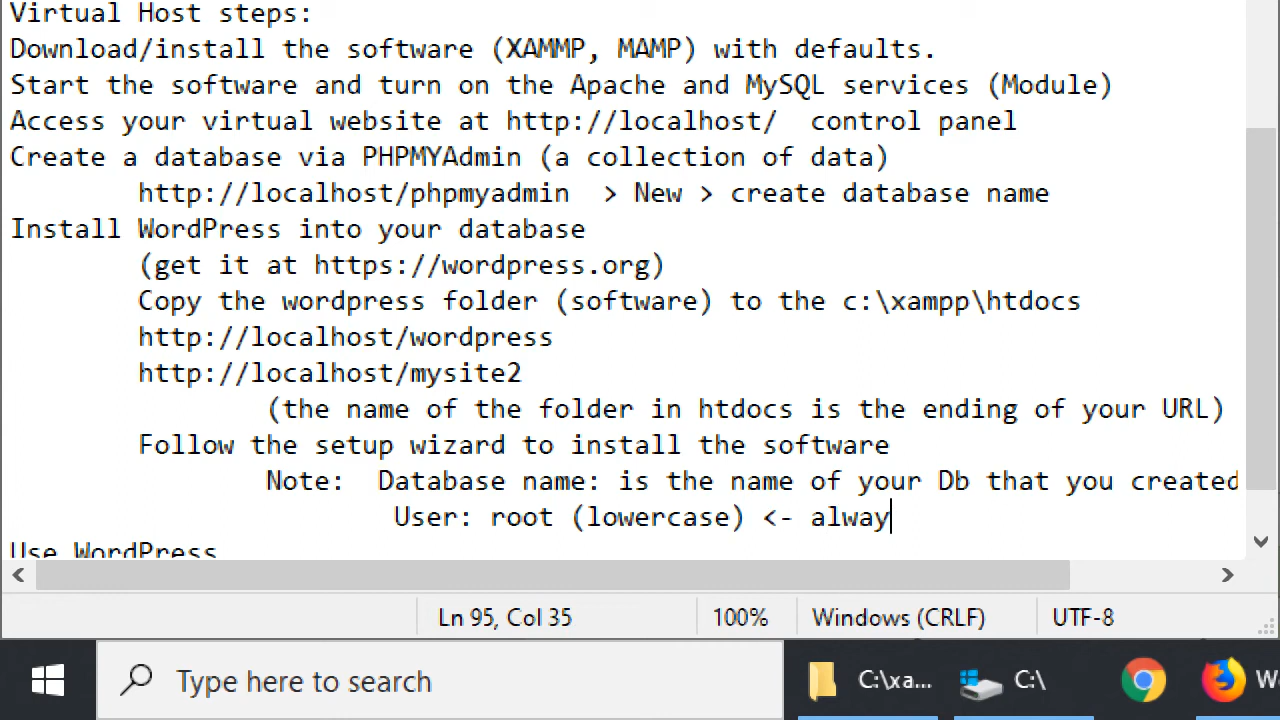 Virtual Host steps:
Download/install the software (XAMMP, MAMP) with defaults.
Start the software and turn on the Apache and MySQL services (Module)
Access your virtual website at http://localhost/  control panel
Create a database via PHPMYAdmin (a collection of data)
http://localhost/phpmyadmin  > New > create database name
Install WordPress into your database
(get it at https://wordpress.org)
Copy the wordpress folder (software) to the c:\xampp\htdocs
http://localhost/wordpress
http://localhost/mysite2
(the name of the folder in htdocs is the ending of your URL)
Follow the setup wizard to install the software
Note:  Database name: is the name of your Db that you created
User: root (lowercase) <- alway
Use WordPress
Ln 95, Col 35 100% Windows (CRLF) UTF-8
Type here to search C:\xa... C:\ W